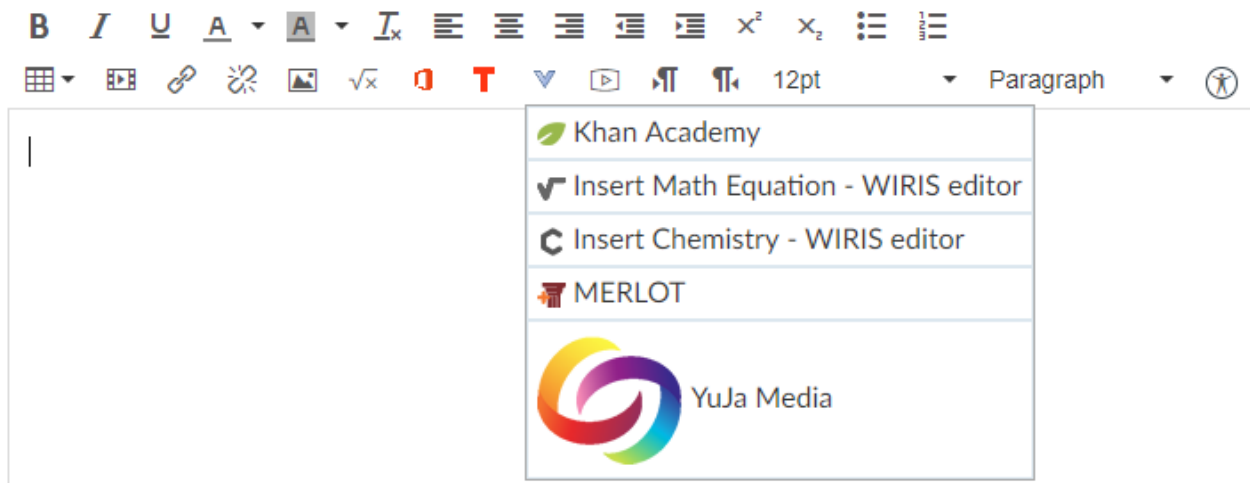 12pt Paragraph
Khan Academy
Insert Math Equation - WIRIS editor
Insert Chemistry - WIRIS editor
MERLOT
YuJa Media